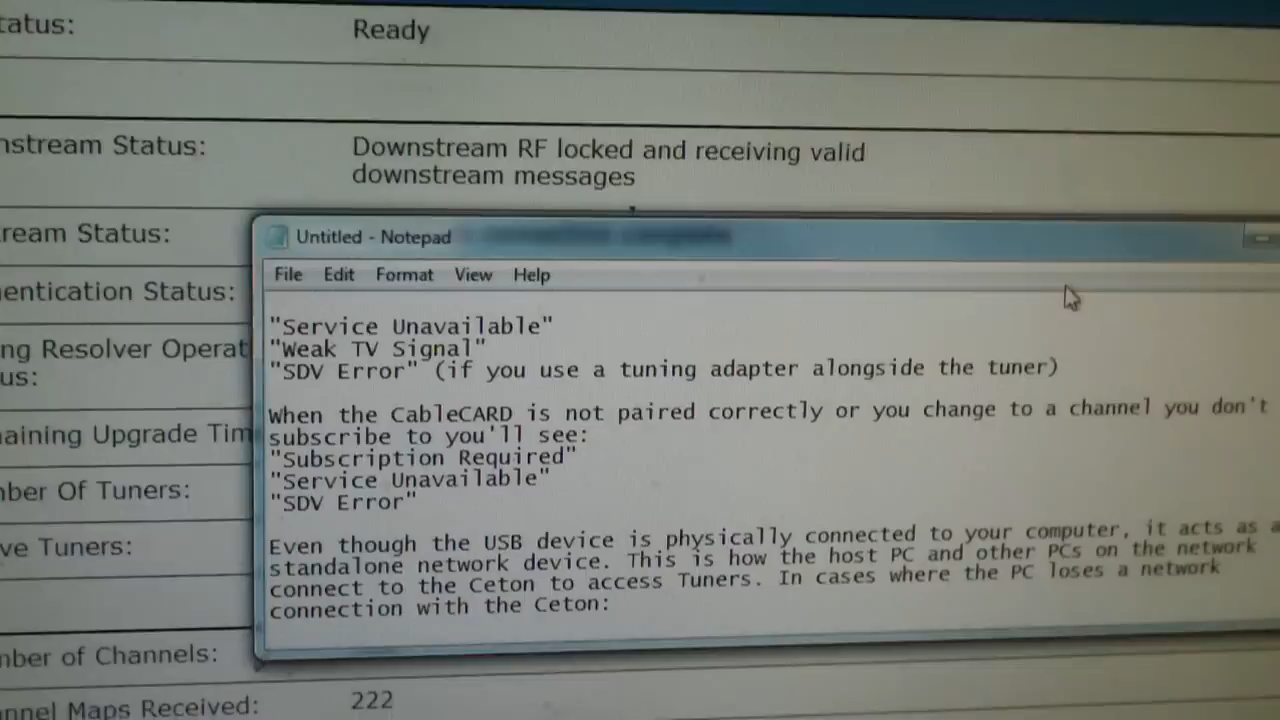 tatus: Ready
nstream Status: Downstream RF locked and receiving valid
downstream messages
ream Status:
Untitled - Notepad
File Edit Format View Help
entication Status:
"Service Unavailable"
"Weak TV Signal"
"SDV Error" (if you use a tuning adapter alongside the tuner)
ng Resolver Operat
us:
When the CableCARD is not paired correctly or you change to a channel you don't
subscribe to you'll see:
"Subscription Required"
"Service Unavailable"
"SDV Error"
aining Upgrade Tim
ber Of Tuners:
ve Tuners:
Even though the USB device is physically connected to your computer, it acts as a
standalone network device. This is how the host PC and other PCs on the network
connect to the Ceton to access Tuners. In cases where the PC loses a network
connection with the Ceton:
ber of Channels:
nnel Maps Received: 222